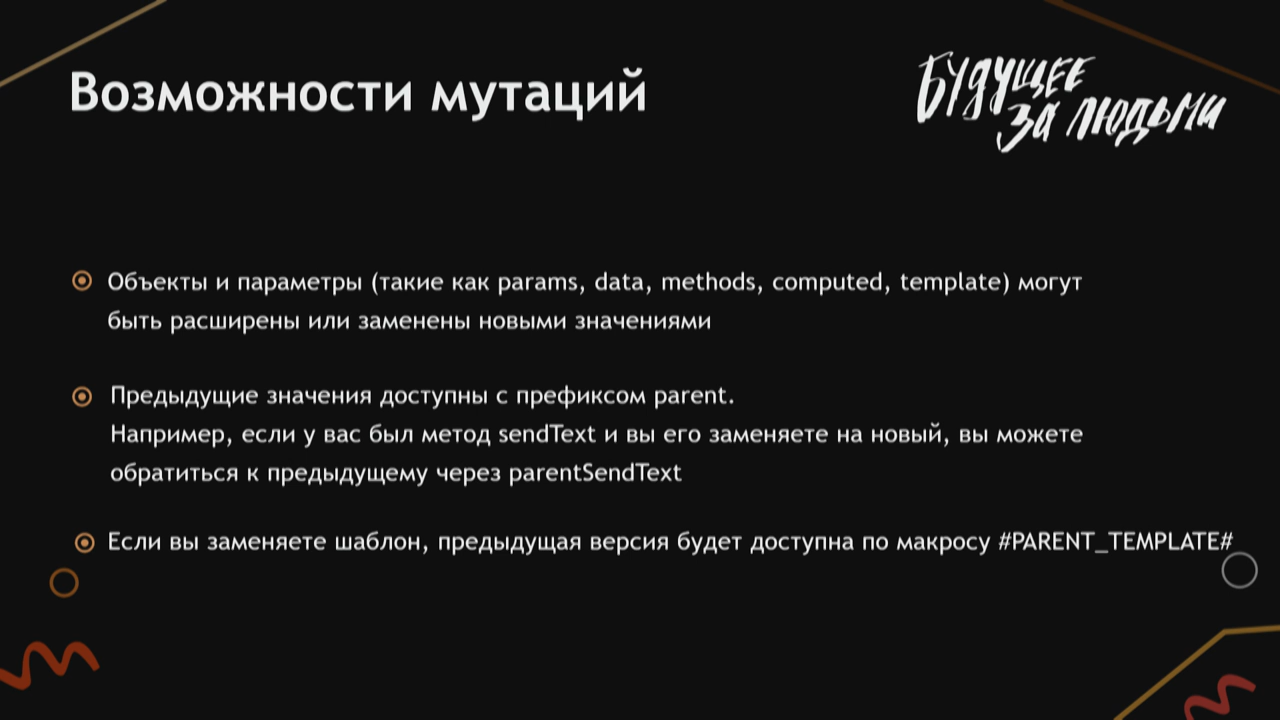 Возможности мутаций
Будущее
за людьми
Объекты и параметры (такие как params, data, methods, computed, template) могут
быть расширены или заменены новыми значениями
Предыдущие значения доступны с префиксом parent.
Например, если у вас был метод sendText и вы его заменяете на новый, вы можете
обратиться к предыдущему через parentSendText
Если вы заменяете шаблон, предыдущая версия будет доступна по макросу #PARENT_TEMPLATE#